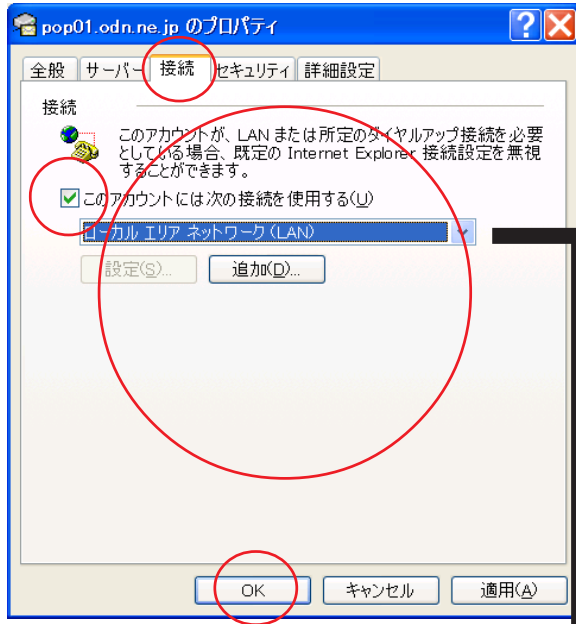 pop01.odn.ne.jp のプロパティ
全般 サーバー 接続 セキュリティ 詳細設定
接続
このアカウントが、LAN または所定のダイヤルアップ接続を必要
としている場合、既定の Internet Explorer 接続設定を無視
することができます。
このアカウントには次の接続を使用する(U)
ローカル エリア ネットワーク (LAN)
設定(S)... 追加(D)...
OK キャンセル 適用(A)